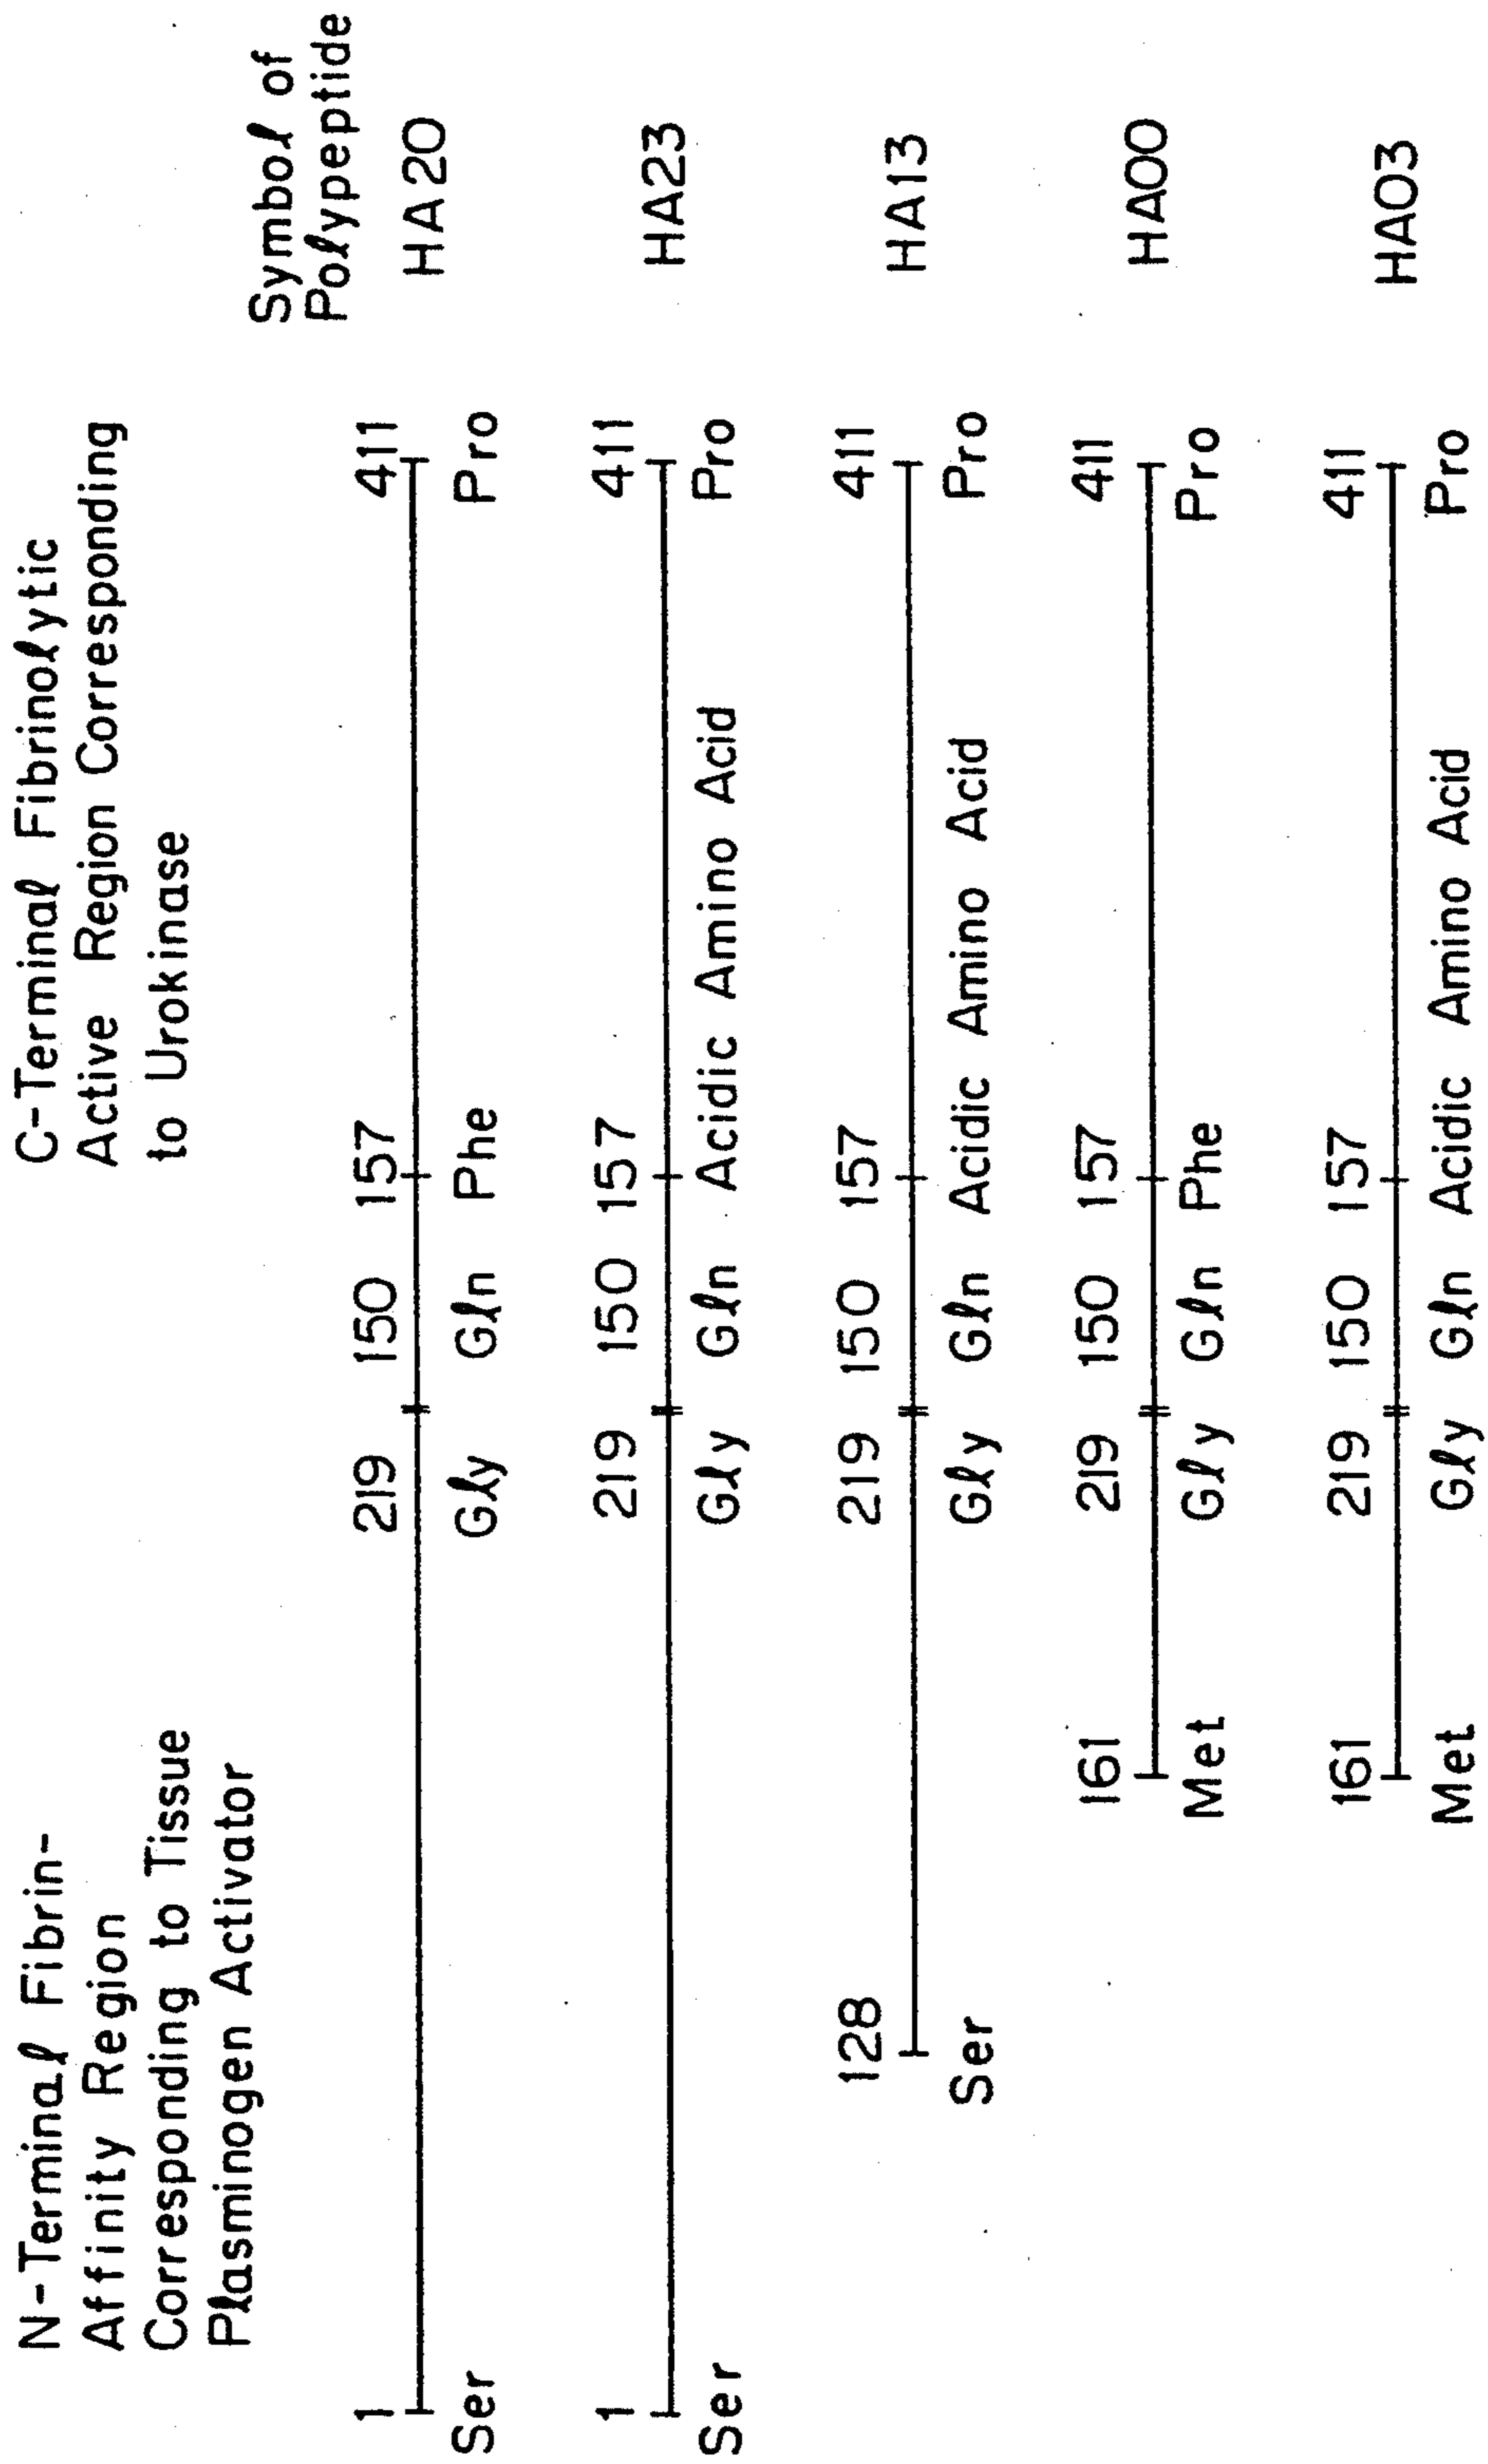 N-Terminal Fibrin-
Affinity Region
Corresponding to Tissue
Plasminogen Activator
C-Terminal Fibrinolytic
Active Region Corresponding
to Urokinase
Symbol of
Polypeptide
1 219 150 157 411
Ser Gly Gln Phe Pro
HA20
1 219 150 157 411
Ser Gly Gln Acidic Amino Acid Pro
HA23
128 219 150 157 411
Ser Gly Gln Acidic Amino Acid Pro
HA13
161 219 150 157 411
Met Gly Gln Phe Pro
HA00
161 219 150 157 411
Met Gly Gln Acidic Amino Acid Pro
HA03